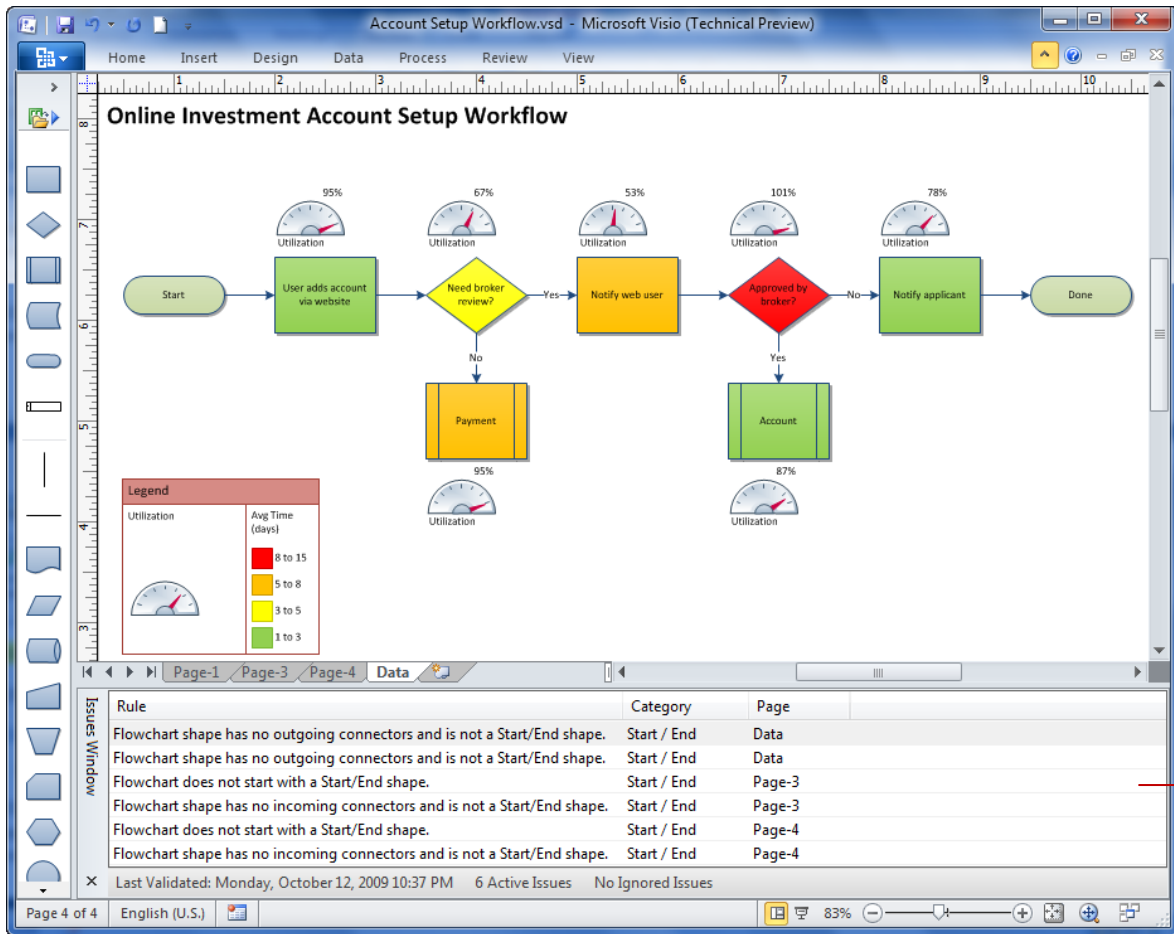 Account Setup Workflow.vsd - Microsoft Visio (Technical Preview)
Home Insert Design Data Process Review View
1 2 3 4 5 6 7 8 9 10
8
7
6
5
4
3
Online Investment Account Setup Workflow
95% 67% 53% 101% 78%
Utilization Utilization Utilization Utilization Utilization
Start
User adds account
via website
Need broker
review?
Yes
Notify web user
Approved by
broker?
No
Notify applicant
Done
No Yes
Payment Account
95% 87%
Utilization Utilization
Legend
Utilization
Avg Time
(days)
8 to 15
5 to 8
3 to 5
1 to 3
Page-1 Page-3 Page-4 Data
Issues Window
Rule Category Page
Flowchart shape has no outgoing connectors and is not a Start/End shape. Start / End Data
Flowchart shape has no outgoing connectors and is not a Start/End shape. Start / End Data
Flowchart does not start with a Start/End shape. Start / End Page-3
Flowchart shape has no incoming connectors and is not a Start/End shape. Start / End Page-3
Flowchart does not start with a Start/End shape. Start / End Page-4
Flowchart shape has no incoming connectors and is not a Start/End shape. Start / End Page-4
Last Validated: Monday, October 12, 2009 10:37 PM 6 Active Issues No Ignored Issues
Page 4 of 4 English (U.S.) 83%